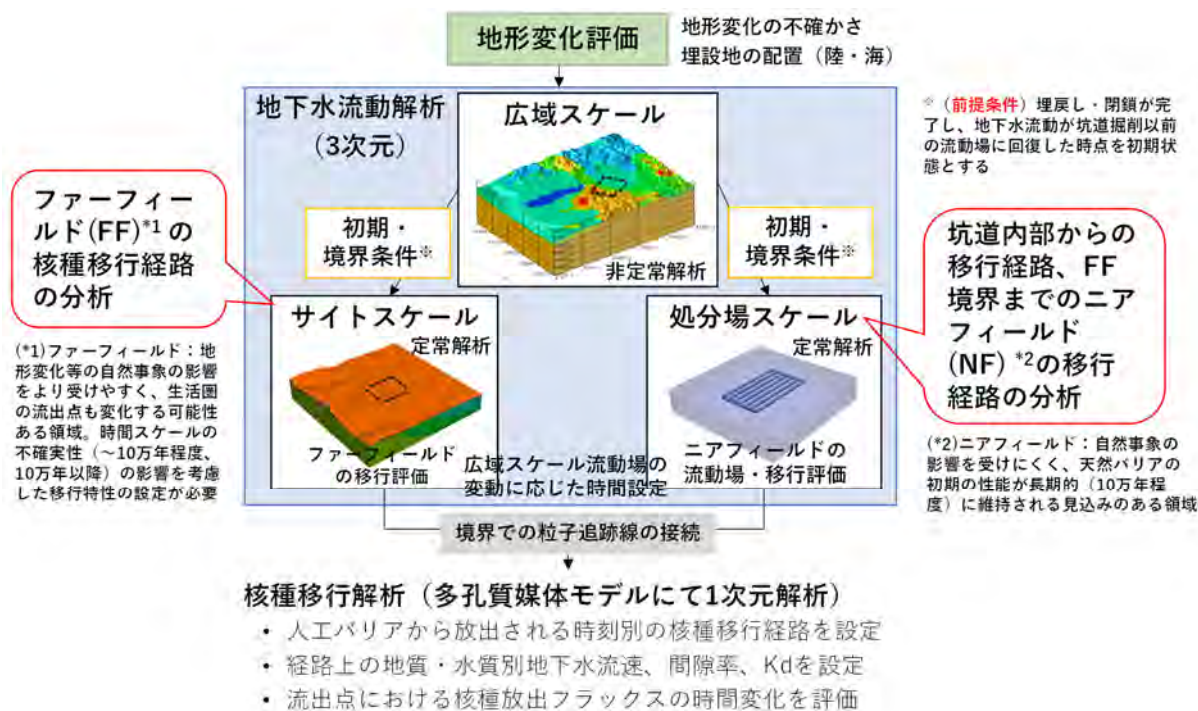 地形変化評価
地形変化の不確かさ
埋設地の配置（陸・海）
地下水流動解析
（3次元）
広域スケール
非定常解析
※（前提条件）埋戻し・閉鎖が完
了し、地下水流動が坑道掘削以前
の流動場に回復した時点を初期状
態とする
ファーフィー
ルド(FF)*1 の
核種移行経路
の分析
初期・
境界条件※
初期・
境界条件※
坑道内部からの
移行経路、FF
境界までのニア
フィールド
(NF) *2の移行
経路の分析
サイトスケール
定常解析
ファーフィールド
の移行評価
処分場スケール
定常解析
ニアフィールドの
流動場・移行評価
広域スケール流動場の
変動に応じた時間設定
(*1)ファーフィールド：地
形変化等の自然事象の影響
をより受けやすく、生活圏
の流出点も変化する可能性
ある領域。時間スケールの
不確実性（～10万年程度、
10万年以降）の影響を考慮
した移行特性の設定が必要
(*2)ニアフィールド：自然事象の
影響を受けにくく、天然バリアの
初期の性能が長期的（10万年程
度）に維持される見込みのある領域
境界での粒子追跡線の接続
核種移行解析（多孔質媒体モデルにて1次元解析）
• 人工バリアから放出される時刻別の核種移行経路を設定
• 経路上の地質・水質別地下水流速、間隙率、Kdを設定
• 流出点における核種放出フラックスの時間変化を評価